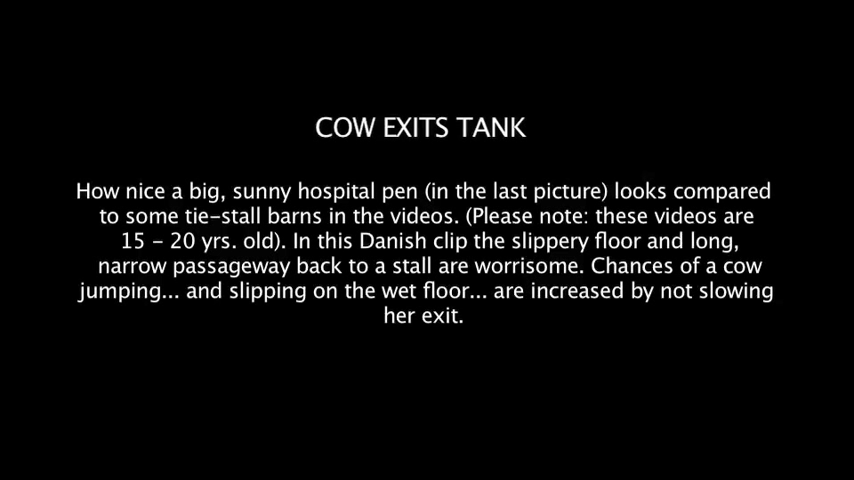 COW EXITS TANK
How nice a big, sunny hospital pen (in the last picture) looks compared
to some tie-stall barns in the videos. (Please note: these videos are
15 - 20 yrs. old). In this Danish clip the slippery floor and long,
narrow passageway back to a stall are worrisome. Chances of a cow
jumping... and slipping on the wet floor... are increased by not slowing
her exit.